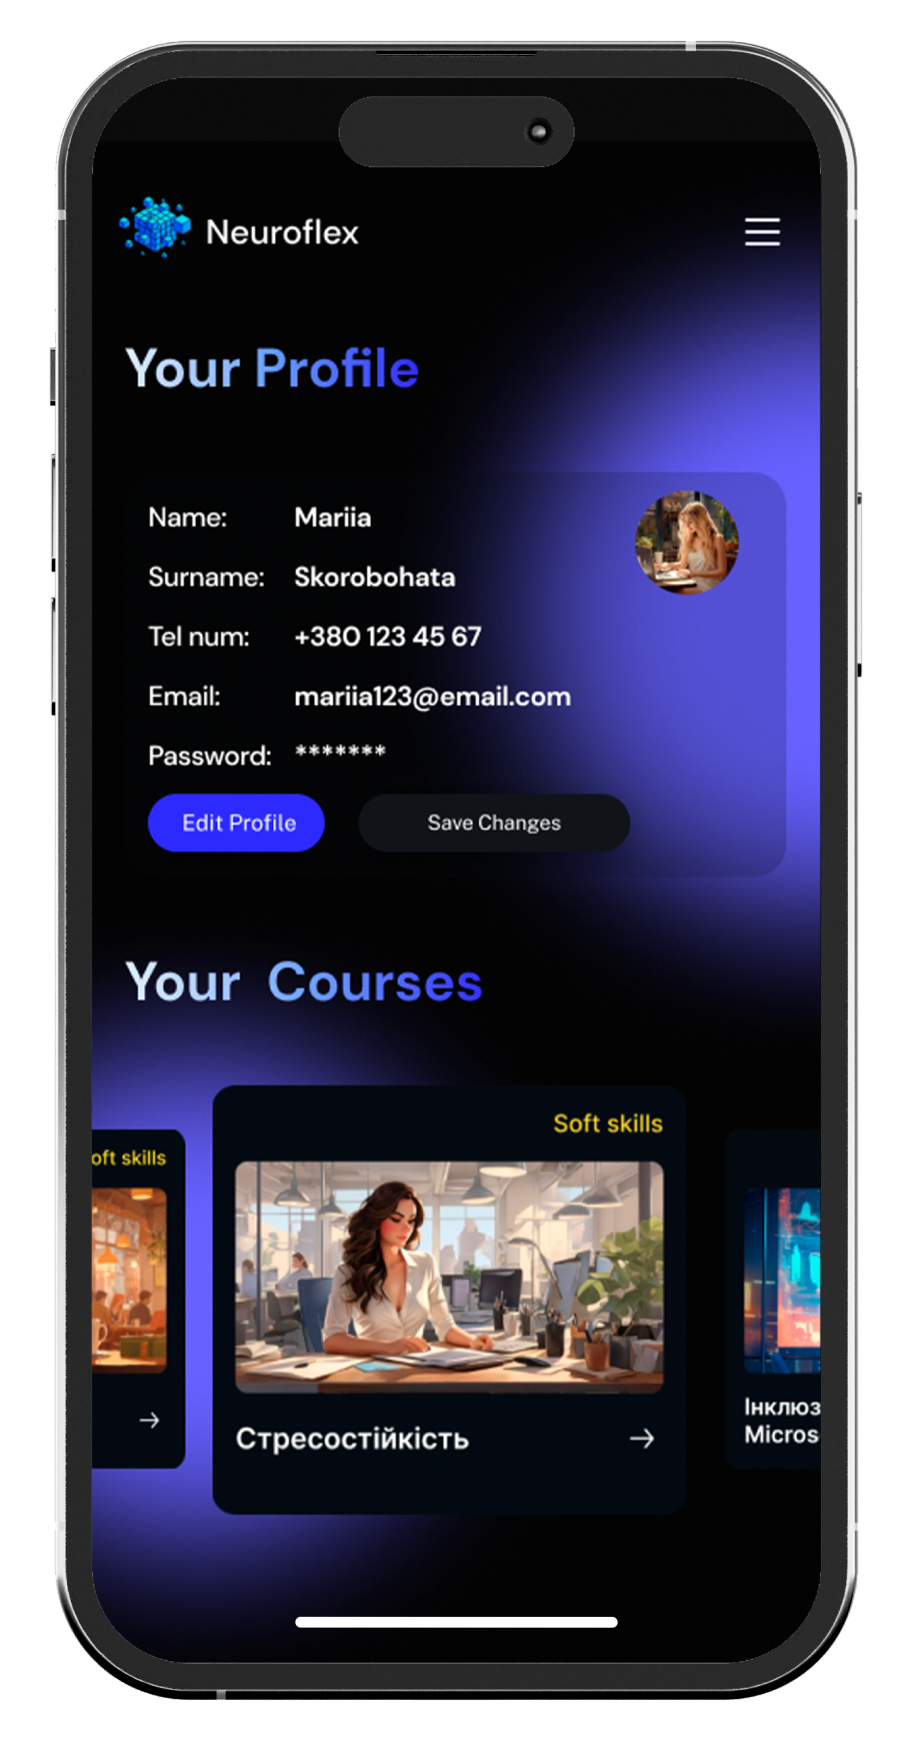 Neuroflex
Your Profile
Name: Mariia
Surname: Skorobohata
Tel num: +380 123 45 67
Email: mariia123@email.com
Password: *******
Edit Profile Save Changes
Your Courses
Soft skills
oft skills
Стресостійкість
Інклюз
Micros